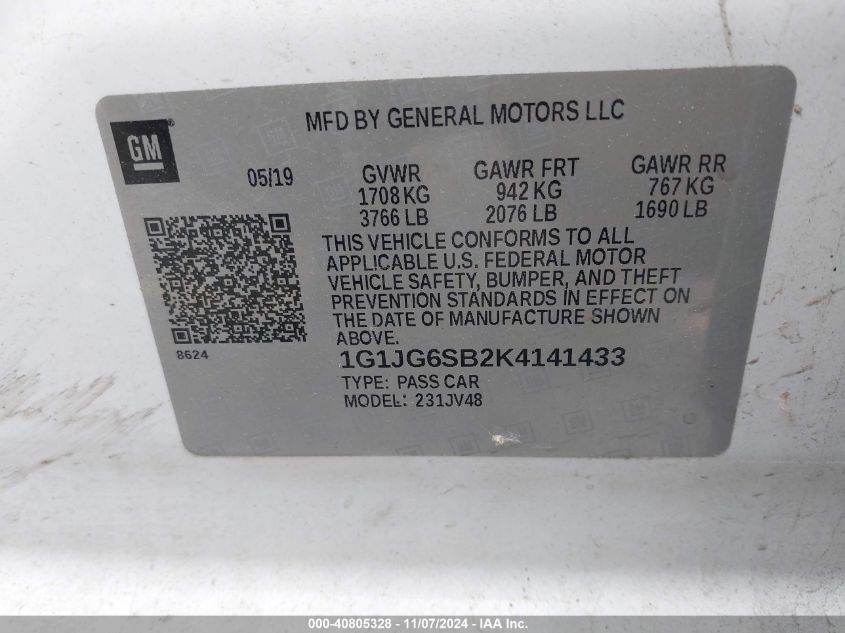 MFD BY GENERAL MOTORS LLC
GM®
05/19
GVWR GAWR FRT GAWR RR
1708 KG 942 KG 767 KG
3766 LB 2076 LB 1690 LB
THIS VEHICLE CONFORMS TO ALL
APPLICABLE U.S. FEDERAL MOTOR
VEHICLE SAFETY, BUMPER, AND THEFT
PREVENTION STANDARDS IN EFFECT ON
THE DATE OF MANUFACTURE SHOWN
ABOVE.
8624
1G1JG6SB2K4141433
TYPE: PASS CAR
MODEL: 231JV48
000-40805328 - 11/07/2024 - IAA Inc.